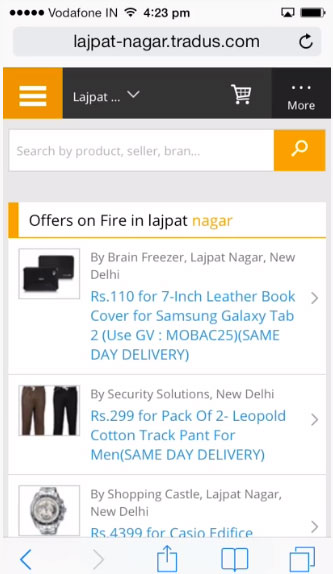 Vodafone IN 4:23 pm
lajpat-nagar.tradus.com
Lajpat ...
More
Search by product, seller, bran...
Offers on Fire in lajpat nagar
By Brain Freezer, Lajpat Nagar, New
Delhi
Rs.110 for 7-Inch Leather Book
Cover for Samsung Galaxy Tab
2 (Use GV : MOBAC25)(SAME
DAY DELIVERY)
By Security Solutions, New Delhi
Rs.299 for Pack Of 2- Leopold
Cotton Track Pant For
Men(SAME DAY DELIVERY)
By Shopping Castle, Lajpat Nagar,
New Delhi
Rs.4399 for Casio Edifice